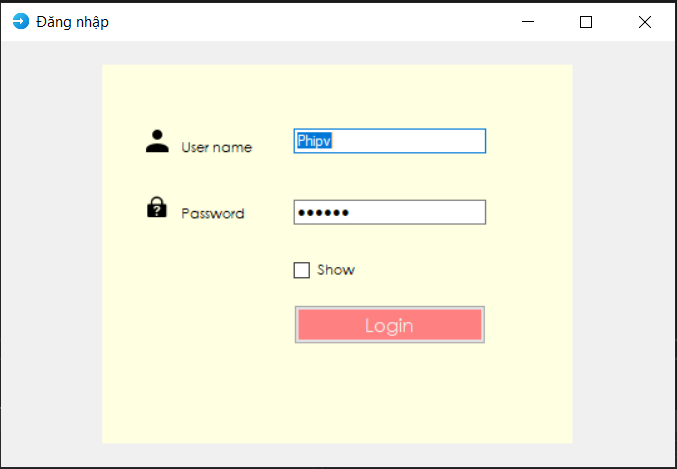 Đăng nhập
User name
Phipv
Password
••••••
Show
Login